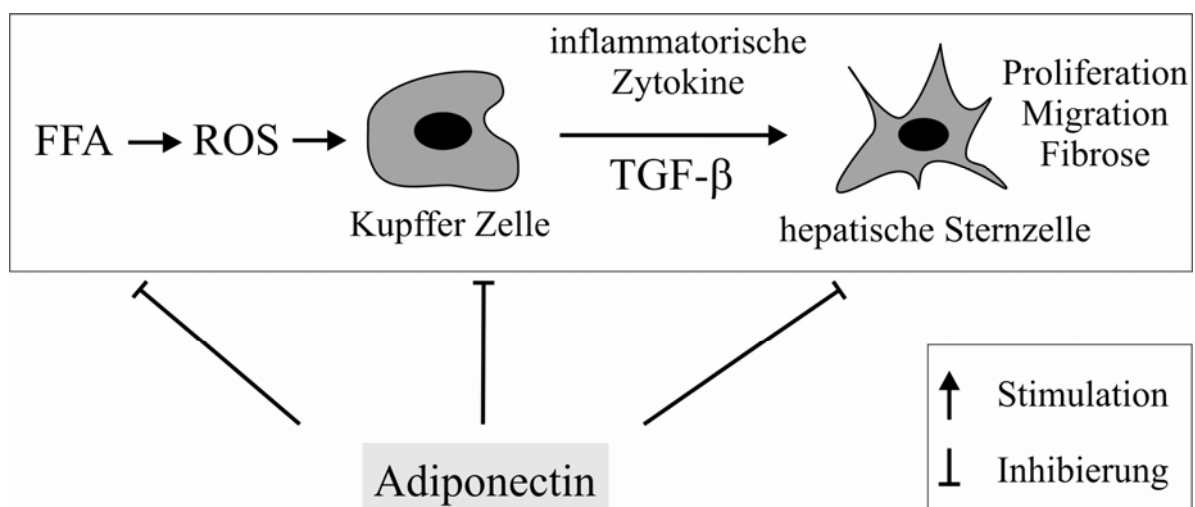 inflammatorische
Zytokine
FFA
ROS
TGF-β
Kupffer Zelle
Proliferation
Migration
Fibrose
hepatische Sternzelle
Adiponectin
Stimulation
Inhibierung